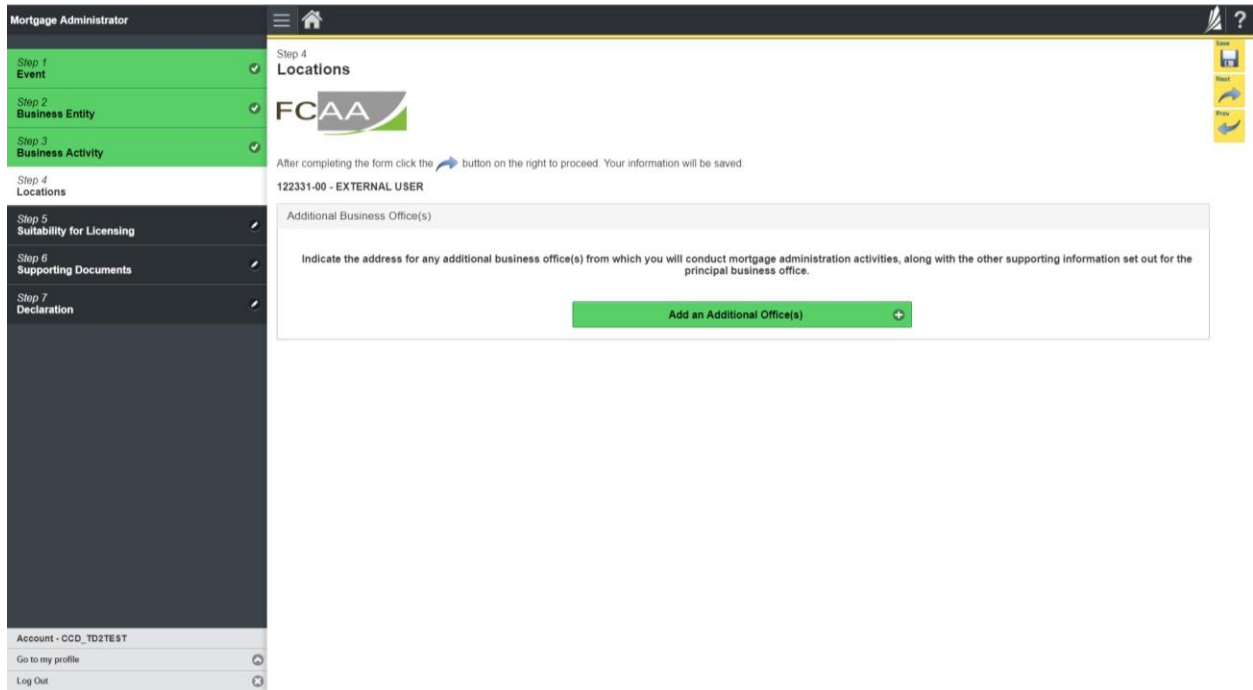 Mortgage Administrator
?
Step 1
Event
Step 2
Business Entity
Step 3
Business Activity
Step 4
Locations
Step 5
Suitability for Licensing
Step 6
Supporting Documents
Step 7
Declaration
Account - CCD_TD2TEST
Go to my profile
Log Out
Step 4
Locations
FCAA
After completing the form click the button on the right to proceed. Your information will be saved.
122331-00 - EXTERNAL USER
Additional Business Office(s)
Indicate the address for any additional business office(s) from which you will conduct mortgage administration activities, along with the other supporting information set out for the
principal business office.
Add an Additional Office(s)
Save
Next
Prev